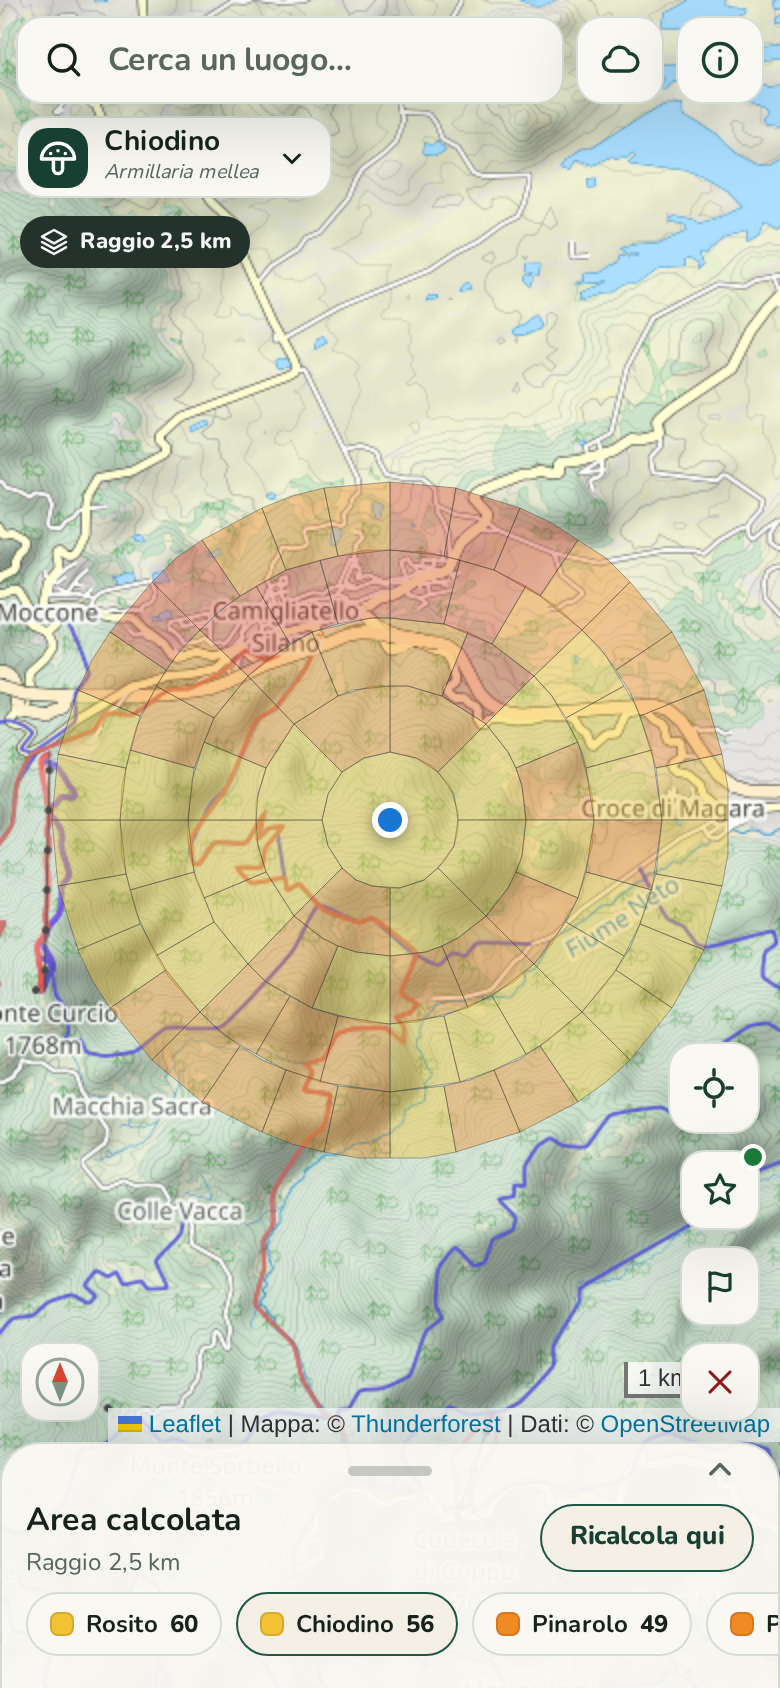 Cerca un luogo...
Chiodino
Armillaria mellea
Raggio 2,5 km
Moccone
Camigliatello
Silano
Croce di Magara
Fiume Neto
onte Curcio
1768m
Macchia Sacra
Colle Vacca
e
a
1 km
Leaflet | Mappa: © Thunderforest | Dati: © OpenStreetMap
Area calcolata
Raggio 2,5 km
Ricalcola qui
Rosito 60
Chiodino 56
Pinarolo 49
P